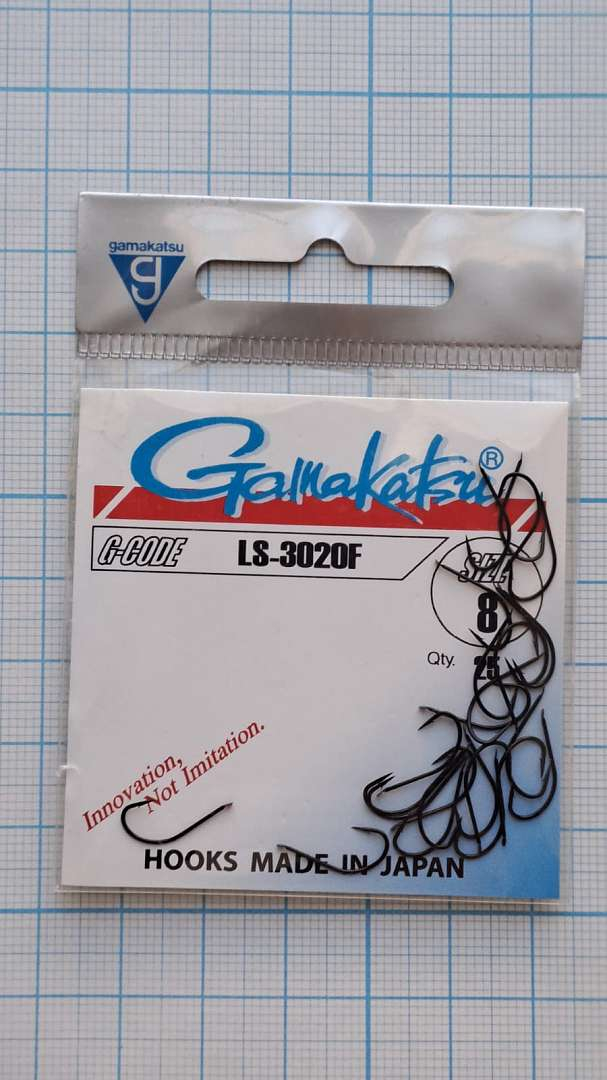 gamakatsu
g
Gamakatsu ®
G-CODE LS-3020F
SIZE
8
Qty. 25
Innovation,
Not Imitation.
HOOKS MADE IN JAPAN